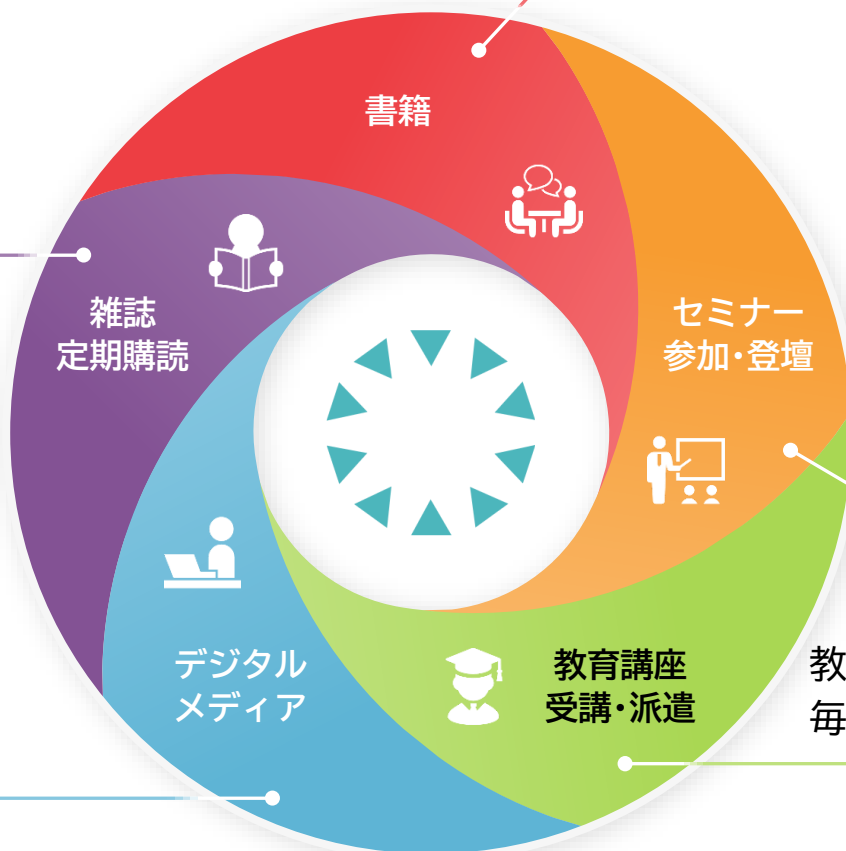 書籍
雑誌
定期購読
セミナー
参加・登壇
デジタル
メディア
教育講座
受講・派遣
教
毎